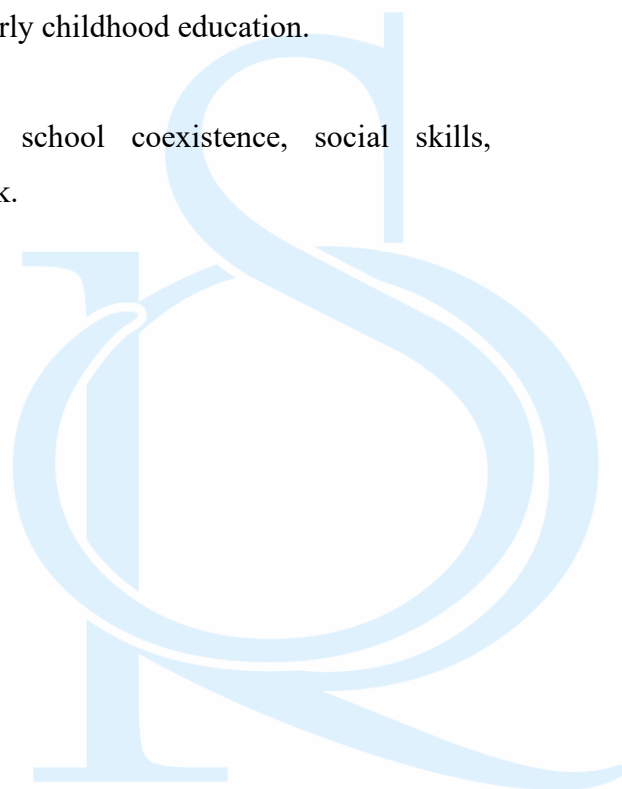 rly childhood education.
school coexistence, social skills,
k.